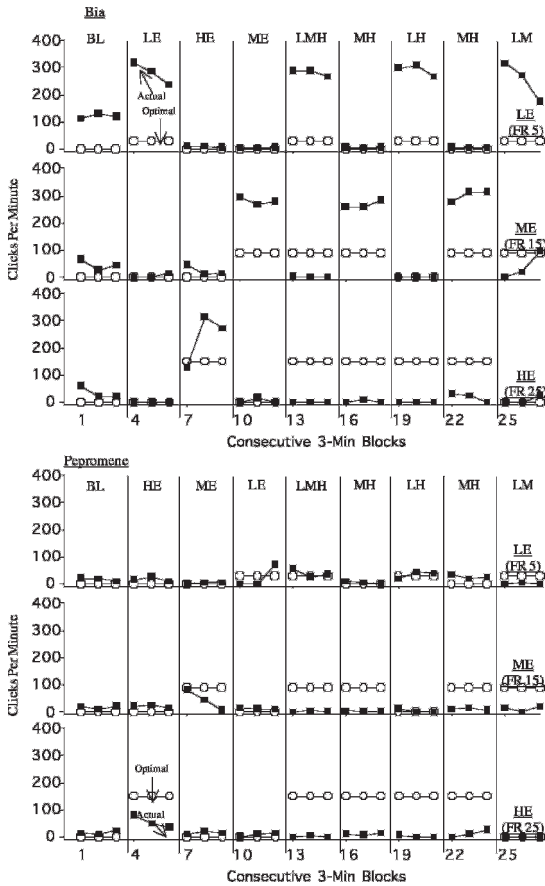 Bia
BL LE HE ME LMH MH LH MH LM
400
300
200
100
0
Actual
Optimal
LE
(FR 5)
400
300
200
100
0
ME
(FR 15)
400
300
200
100
0
HE
(FR 25)
Clicks Per Minute
1 4 7 10 13 16 19 22 25
Consecutive 3-Min Blocks
Pepromene
BL HE ME LE LMH MH LH MH LM
400
300
200
100
0
LE
(FR 5)
400
300
200
100
0
ME
(FR 15)
400
300
200
100
0
Optimal
Actual
HE
(FR 25)
Clicks Per Minute
1 4 7 10 13 16 19 22 25
Consecutive 3-Min Blocks